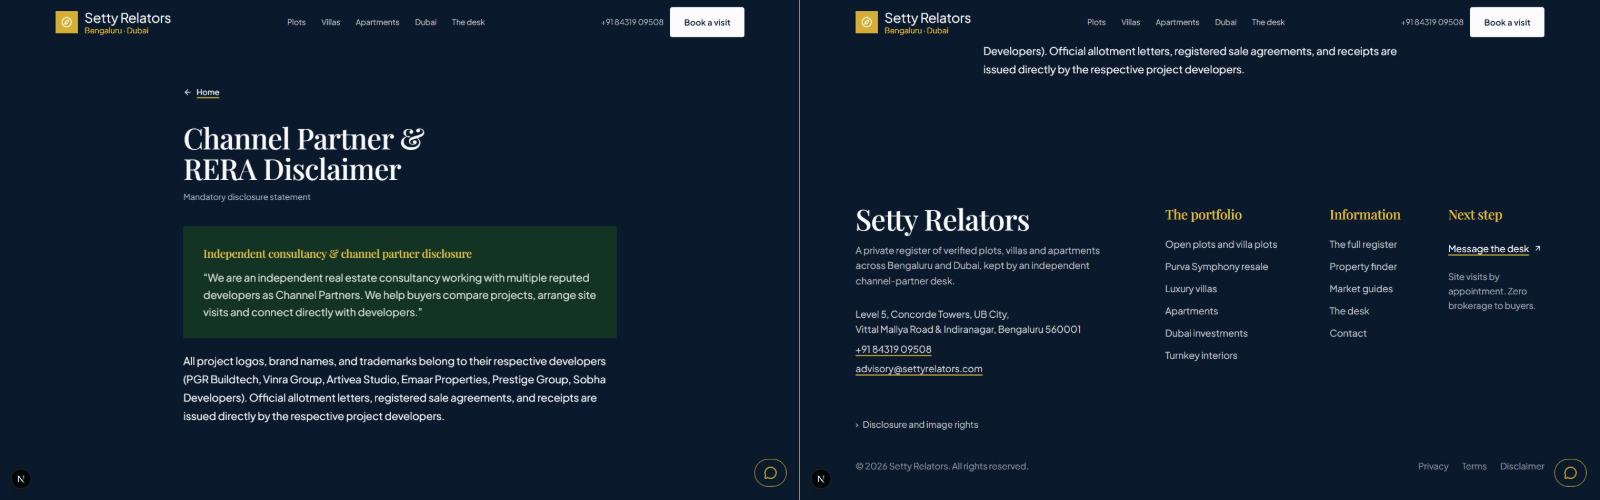 Setty Relators
Bengaluru · Dubai
Plots Villas Apartments Dubai The desk
+91 84319 09508
Book a visit
← Home
Channel Partner &
RERA Disclaimer
Mandatory disclosure statement
Independent consultancy & channel partner disclosure
“We are an independent real estate consultancy working with multiple reputed
developers as Channel Partners. We help buyers compare projects, arrange site
visits and connect directly with developers.”
All project logos, brand names, and trademarks belong to their respective developers
(PGR Buildtech, Vinra Group, Artivea Studio, Emaar Properties, Prestige Group, Sobha
Developers). Official allotment letters, registered sale agreements, and receipts are
issued directly by the respective project developers.
N
Setty Relators
Bengaluru · Dubai
Plots Villas Apartments Dubai The desk
+91 84319 09508
Book a visit
Developers). Official allotment letters, registered sale agreements, and receipts are
issued directly by the respective project developers.
Setty Relators
A private register of verified plots, villas and apartments
across Bengaluru and Dubai, kept by an independent
channel-partner desk.
Level 5, Concorde Towers, UB City,
Vittal Mallya Road & Indiranagar, Bengaluru 560001
+91 84319 09508
advisory@settyrelators.com
The portfolio
Open plots and villa plots
Purva Symphony resale
Luxury villas
Apartments
Dubai investments
Turnkey interiors
Information
The full register
Property finder
Market guides
The desk
Contact
Next step
Message the desk ↗
Site visits by
appointment. Zero
brokerage to buyers.
› Disclosure and image rights
© 2026 Setty Relators. All rights reserved.
Privacy Terms Disclaimer
N